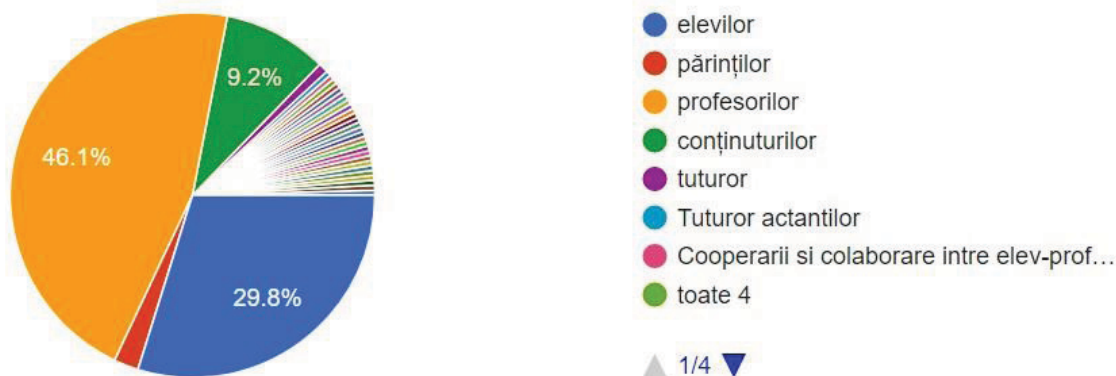 9.2%
46.1%
29.8%
elevilor
părinților
profesorilor
conținuturilor
tuturor
Tuturor actantilor
Cooperarii si colaborare intre elev-prof…
toate 4
1/4